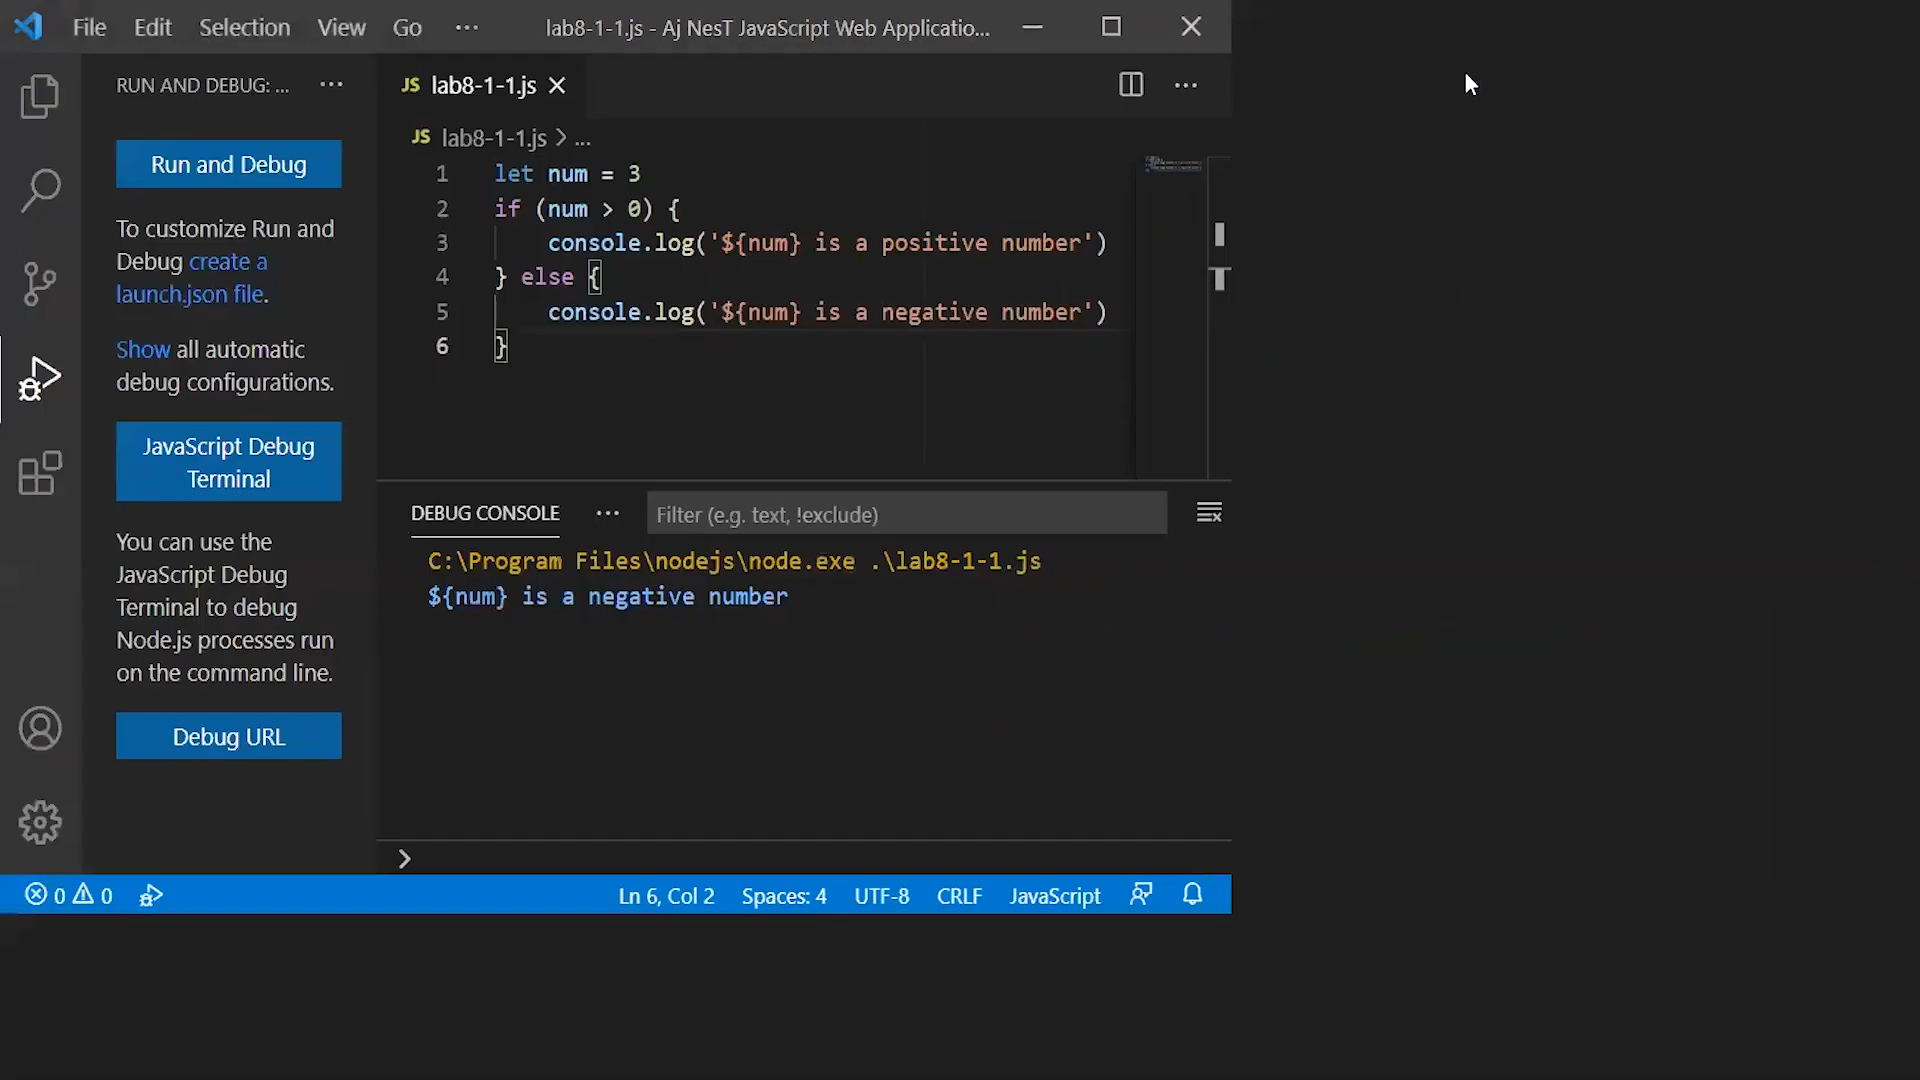 File Edit Selection View Go ··· lab8-1-1.js - Aj NesT JavaScript Web Applicatio...
RUN AND DEBUG: ... ···
Run and Debug
To customize Run and
Debug create a
launch.json file.
Show all automatic
debug configurations.
JavaScript Debug
Terminal
You can use the
JavaScript Debug
Terminal to debug
Node.js processes run
on the command line.
Debug URL
JS lab8-1-1.js
JS lab8-1-1.js > ...
1 let num = 3
2 if (num > 0) {
3 console.log('${num} is a positive number')
4 } else {
5 console.log('${num} is a negative number')
6 }
DEBUG CONSOLE ··· Filter (e.g. text, !exclude)
C:\Program Files\nodejs\node.exe .\lab8-1-1.js
${num} is a negative number
>
0 0 Ln 6, Col 2 Spaces: 4 UTF-8 CRLF JavaScript